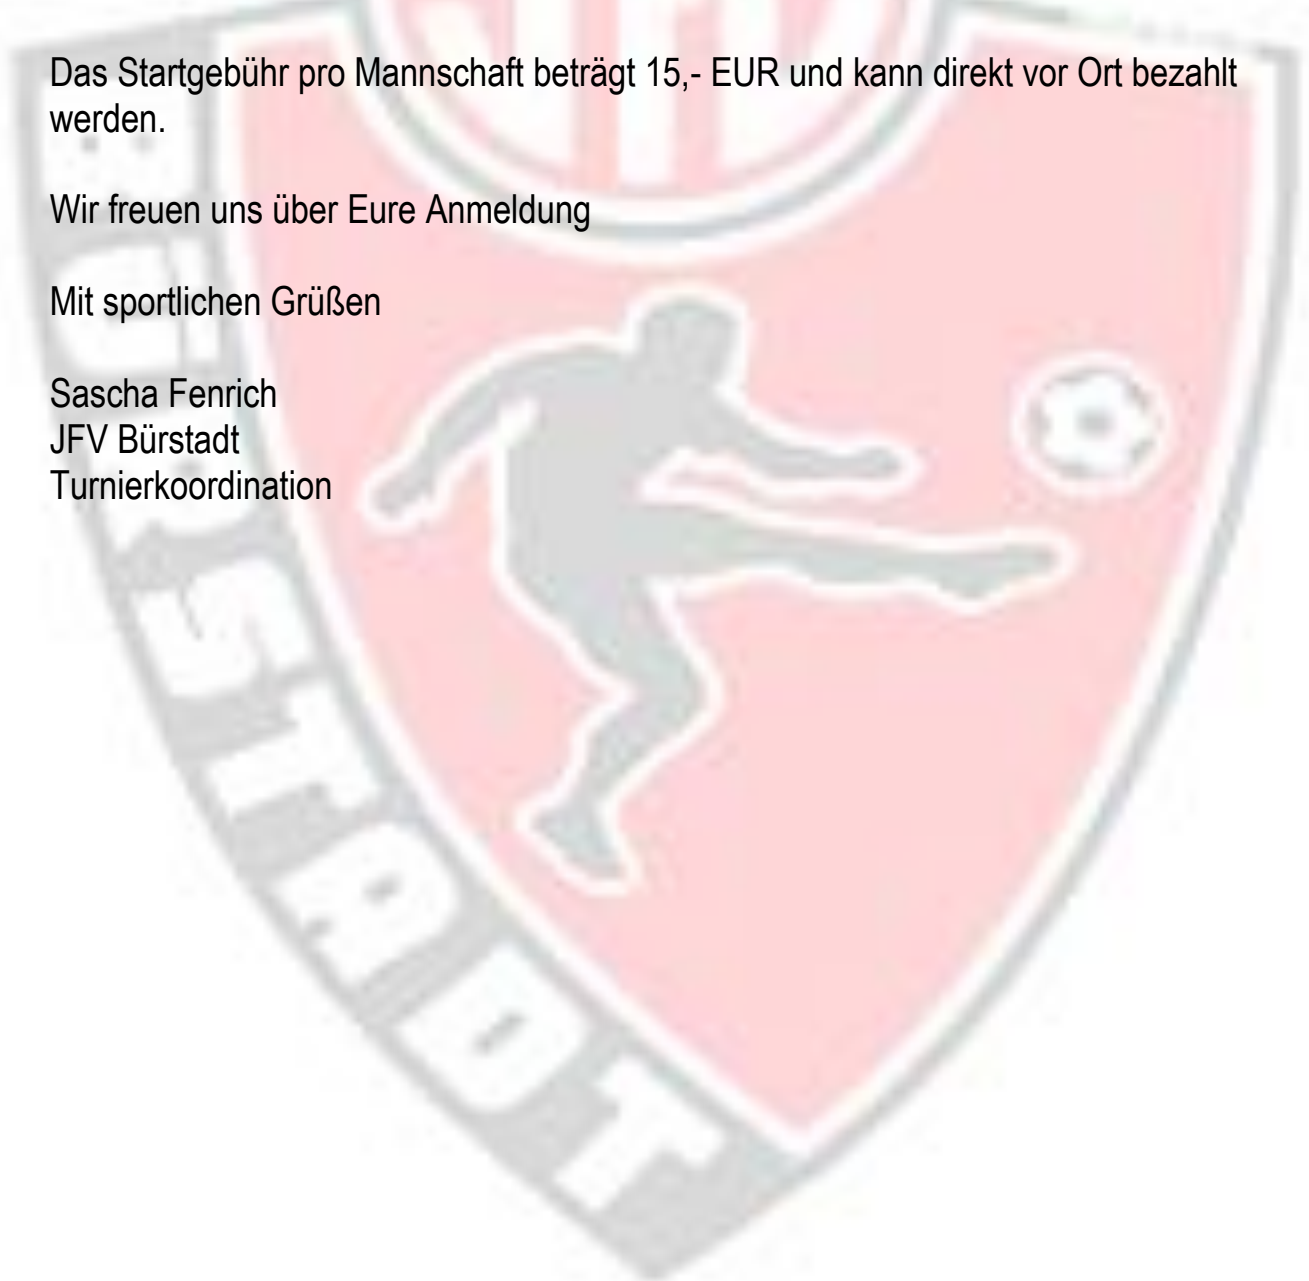 Das Startgebühr pro Mannschaft beträgt 15,- EUR und kann direkt vor Ort bezahlt
werden.
Wir freuen uns über Eure Anmeldung
Mit sportlichen Grüßen
Sascha Fenrich
JFV Bürstadt
Turnierkoordination
BÜRSTADT